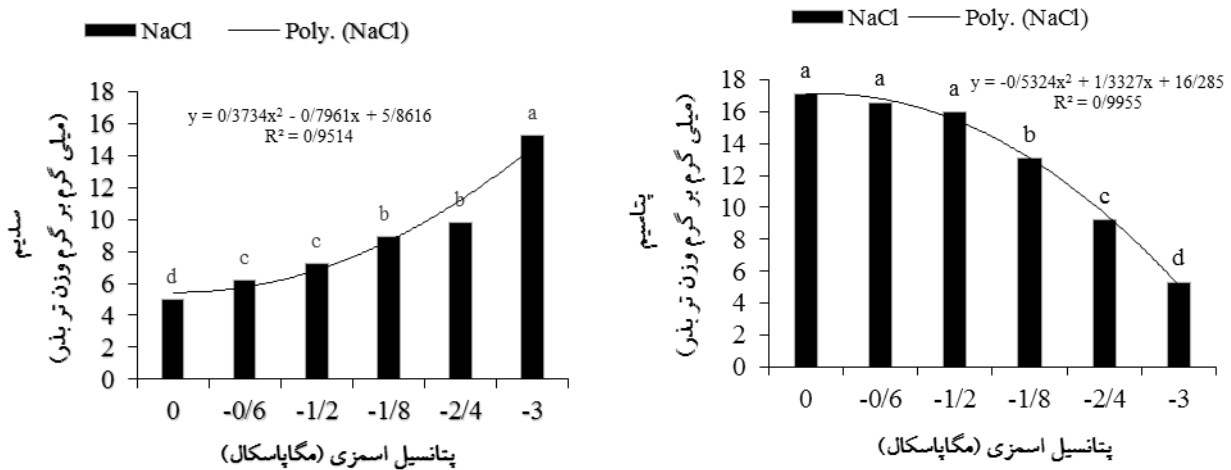 NaCl Poly. (NaCl)
y = 0/3734x² - 0/7961x + 5/8616
R² = 0/9514
18
16
14
12
10
8
6
4
2
0
d
c
c
b
b
a
0 -0/6 -1/2 -1/8 -2/4 -3
سدیم
(میلی گرم بر گرم وزن تر بذر)
پتانسیل اسمزی (مگاپاسکال)
NaCl Poly. (NaCl)
y = -0/5324x² + 1/3327x + 16/285
R² = 0/9955
18
16
14
12
10
8
6
4
2
0
a
a
a
b
c
d
0 -0/6 -1/2 -1/8 -2/4 -3
پتاسیم
(میلی گرم بر گرم وزن تر بذر)
پتانسیل اسمزی (مگاپاسکال)